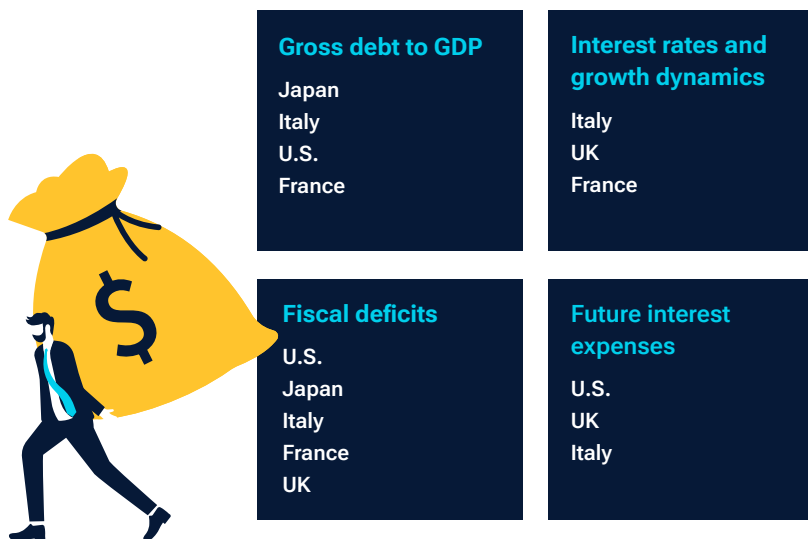 Gross debt to GDP
Japan
Italy
U.S.
France
Interest rates and
growth dynamics
Italy
UK
France
$
Fiscal deficits
U.S.
Japan
Italy
France
UK
Future interest
expenses
U.S.
UK
Italy